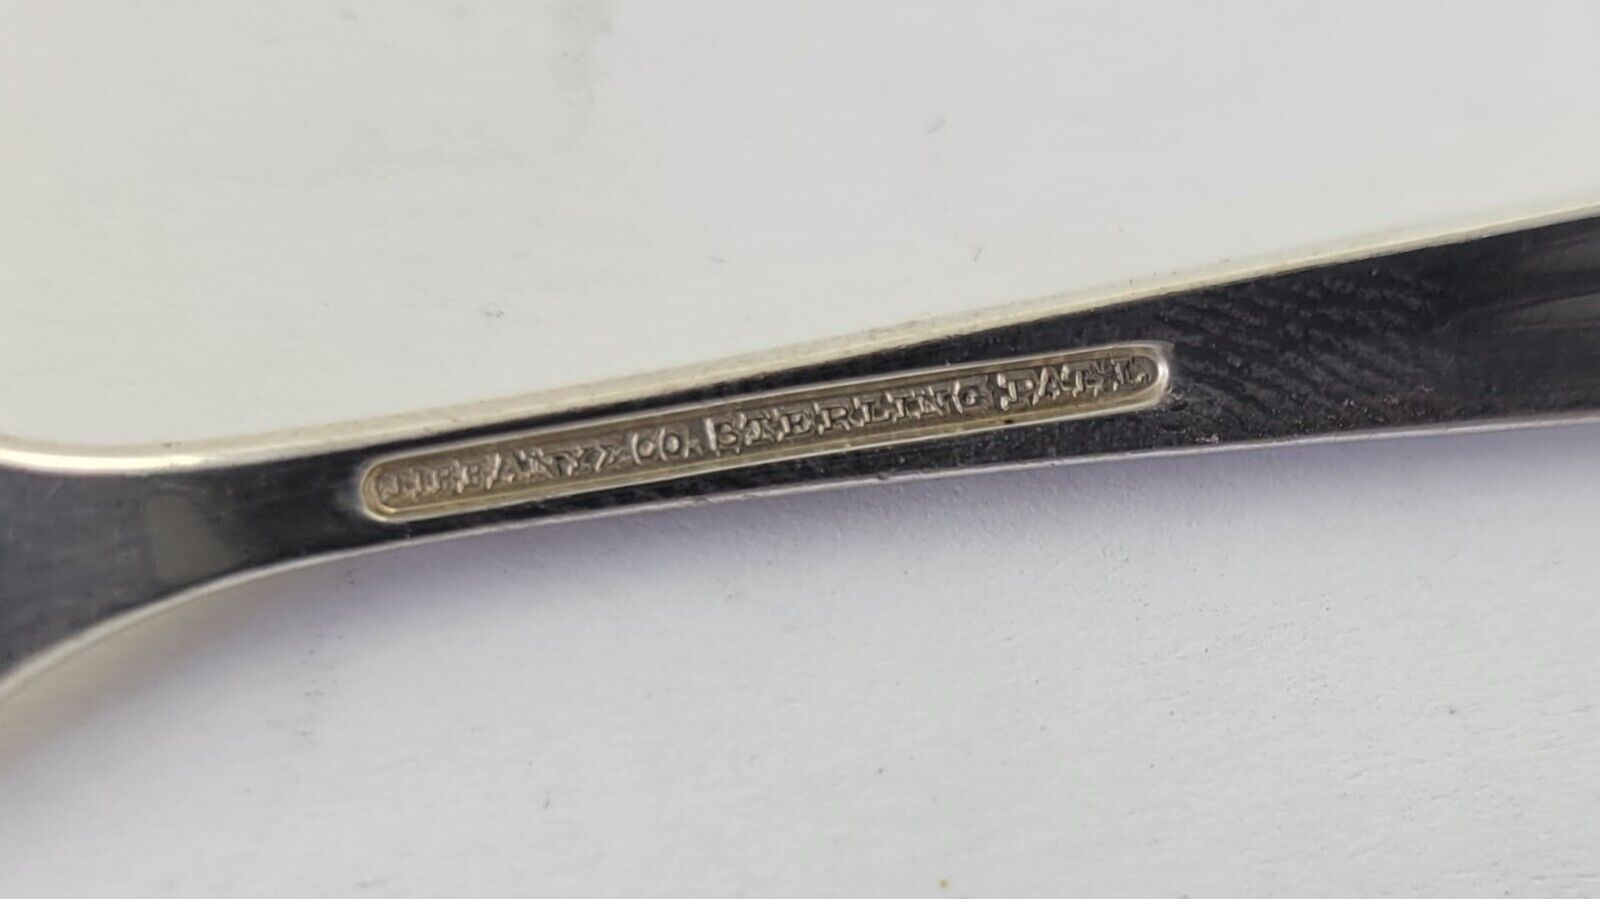 TIFFANY & CO. STERLING PAT. L